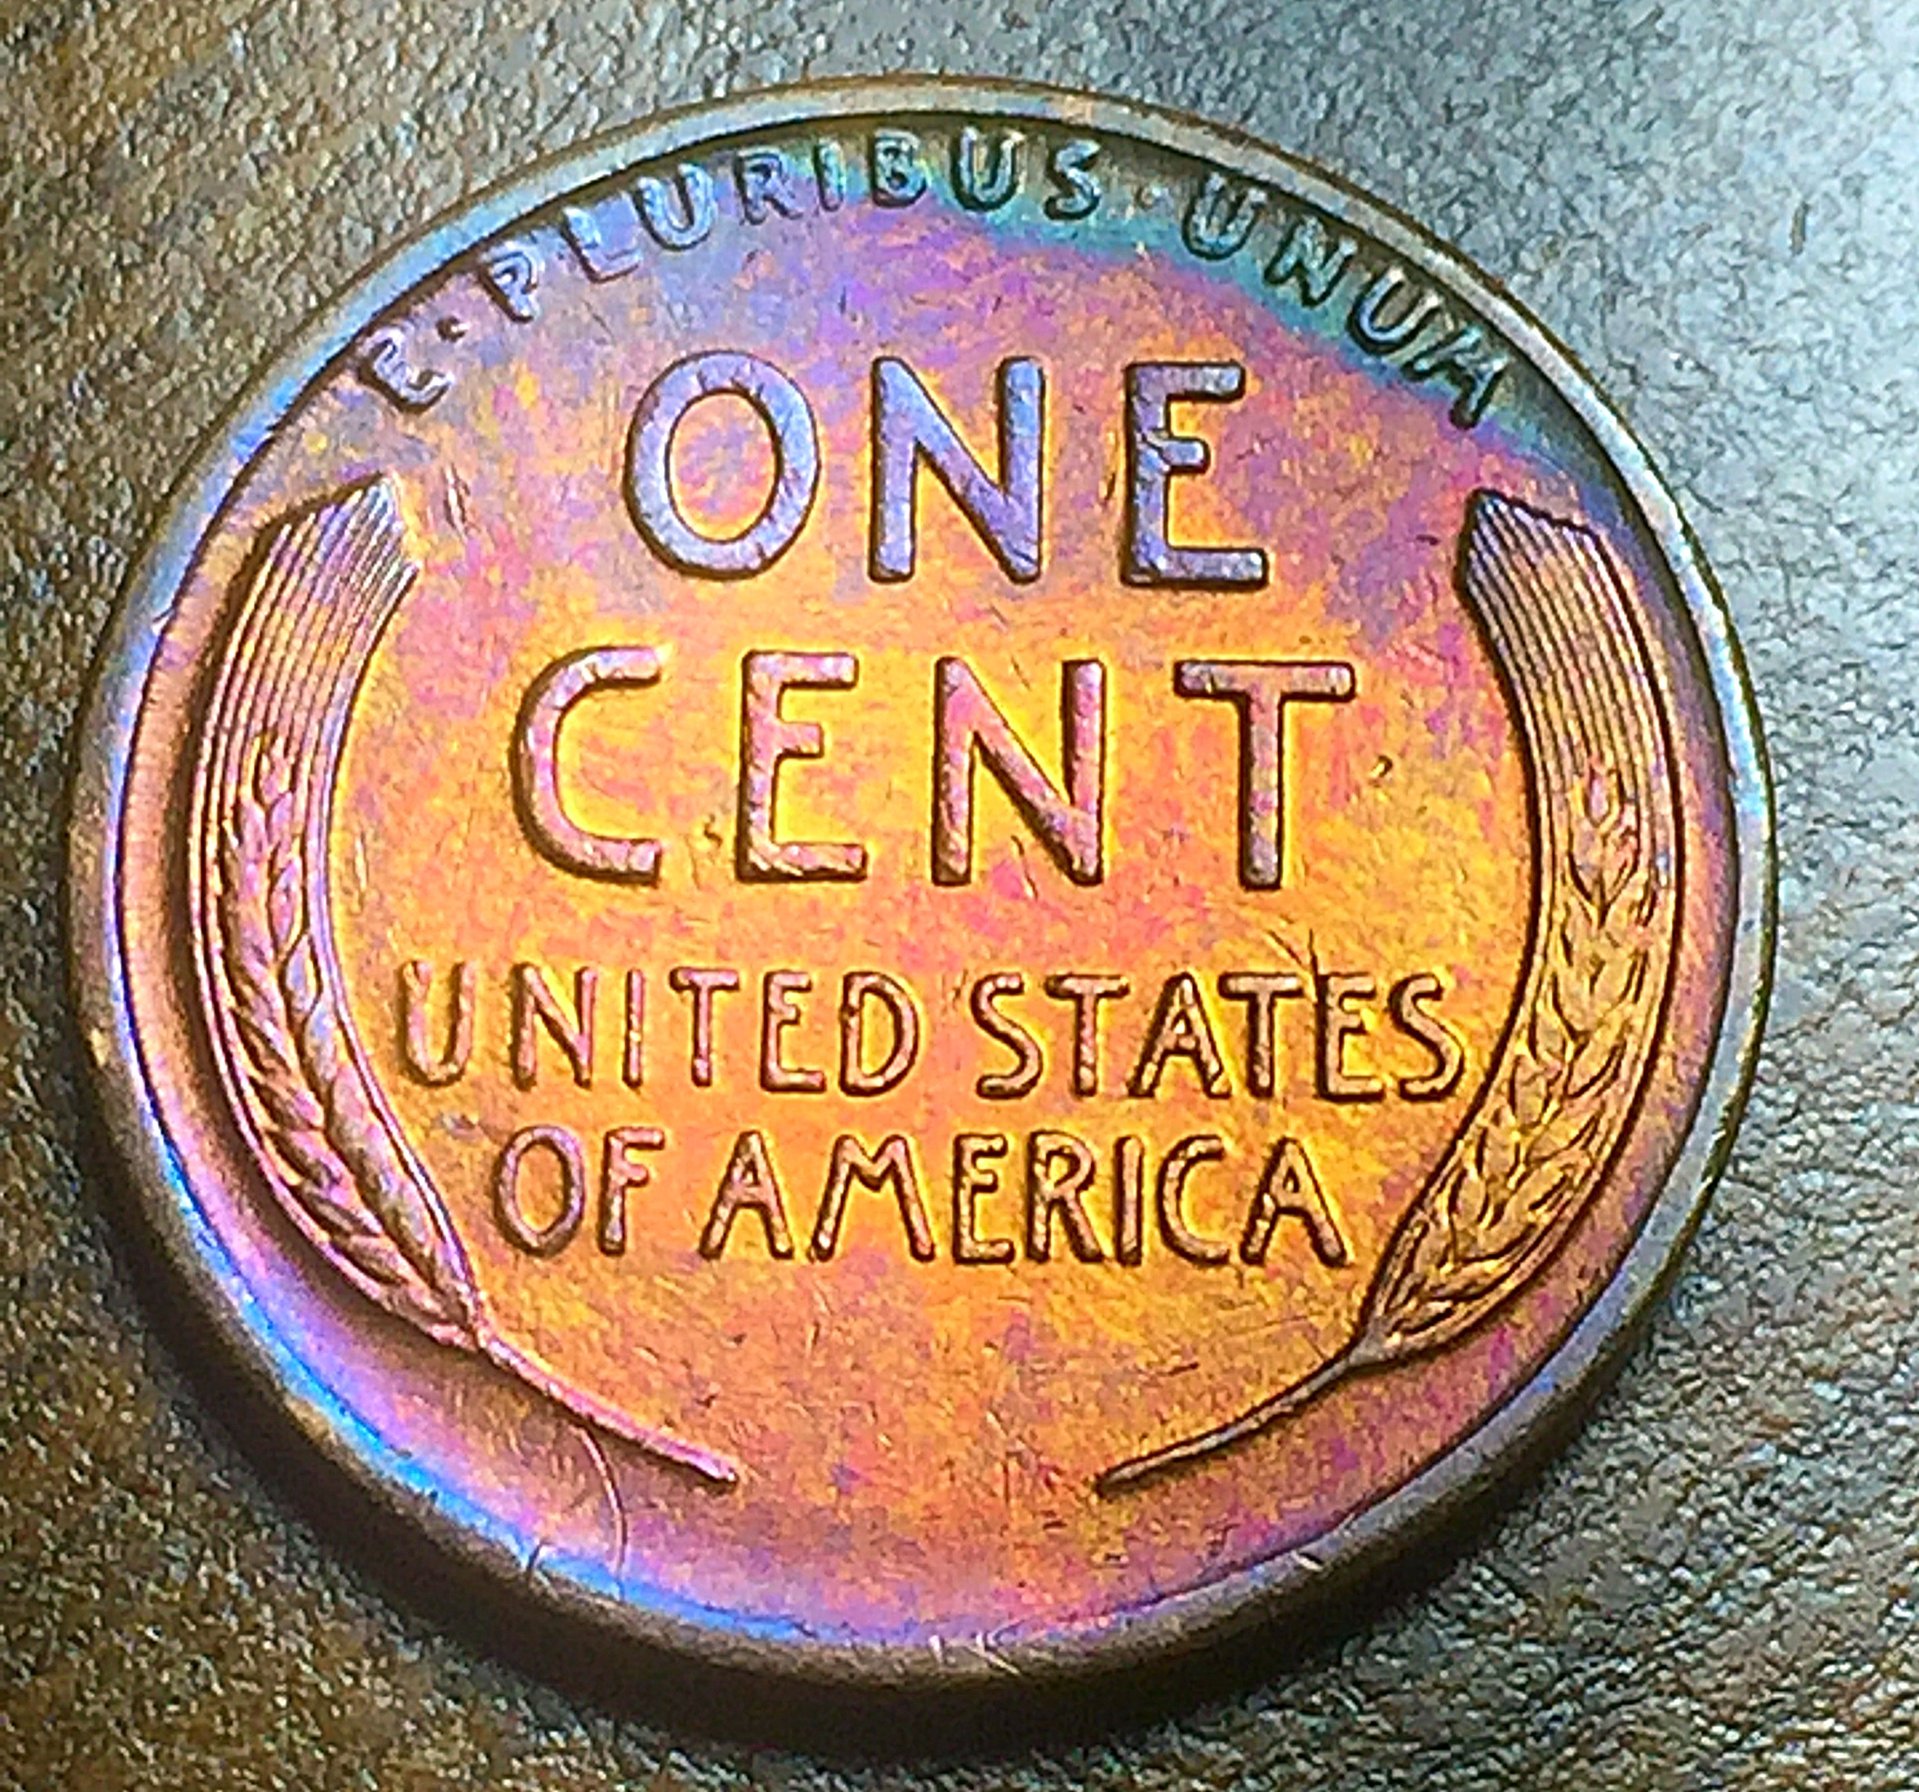 E·PLURIBUS·UNUM
ONE
CENT
UNITED STATES
OF AMERICA